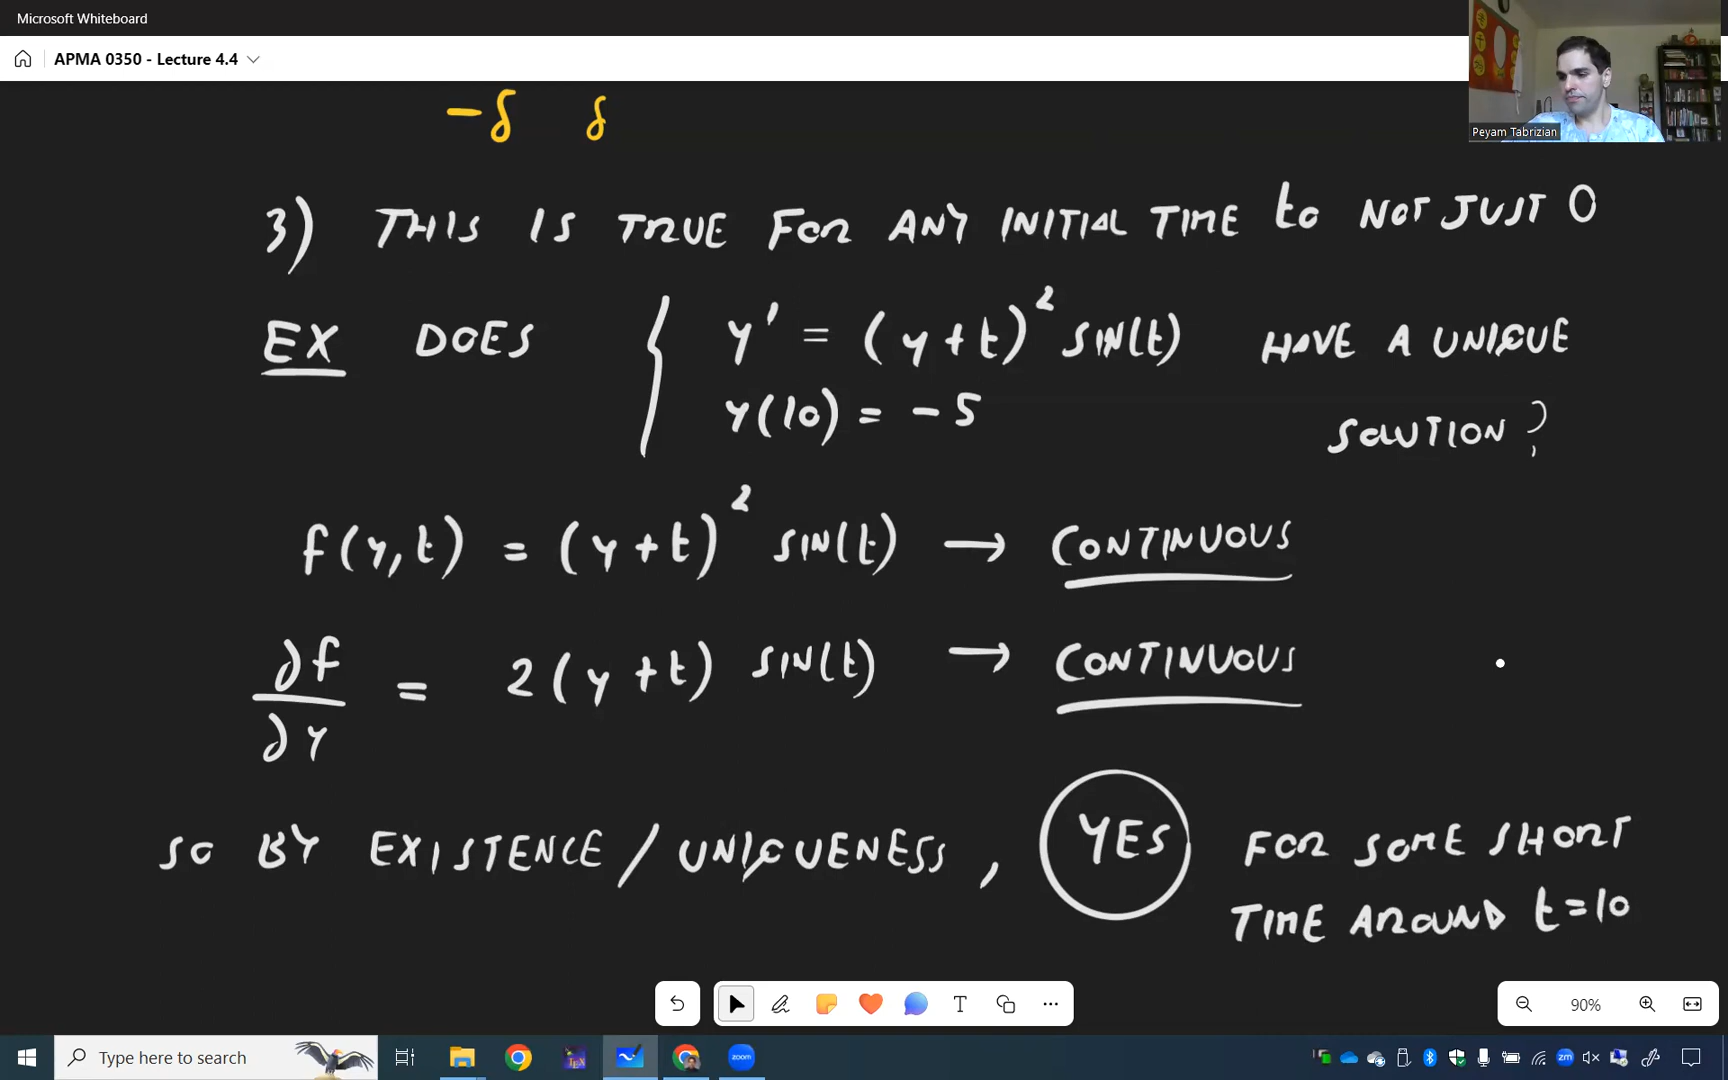 Microsoft Whiteboard
APMA 0350 - Lecture 4.4
Peyam Tabrizian
-δ δ
3) THIS IS TRUE FOR ANY INITIAL TIME to NOT JUST 0
EX DOES { y' = (y+t)² SIN(t) HAVE A UNIQUE
Y(10) = -5 SOLUTION?
f(y,t) = (y+t)² SIN(t) → CONTINUOUS
∂f/∂y = 2(y+t) SIN(t) → CONTINUOUS
SO BY EXISTENCE/UNIQUENESS, YES FOR SOME SHORT
TIME AROUND t=10
90%
Type here to search
zoom